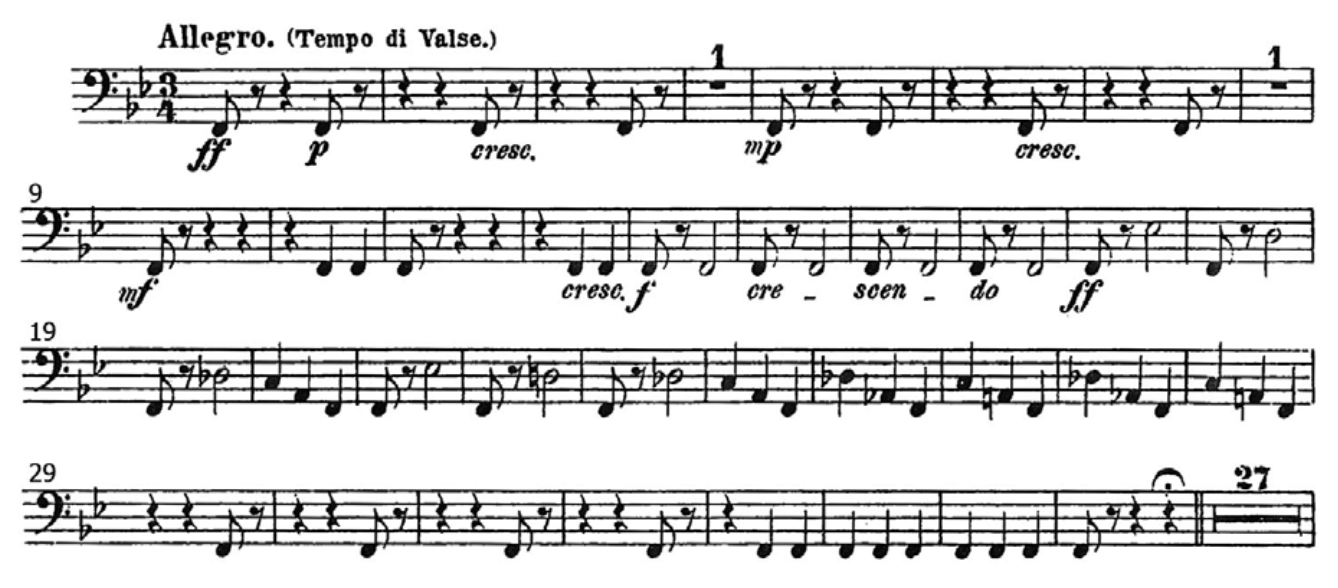 Allegro. (Tempo di Valse.)
3
4
1
1
ff p cresc. mp cresc.
9
mf cresc. f cre - scen - do ff
19
29
27